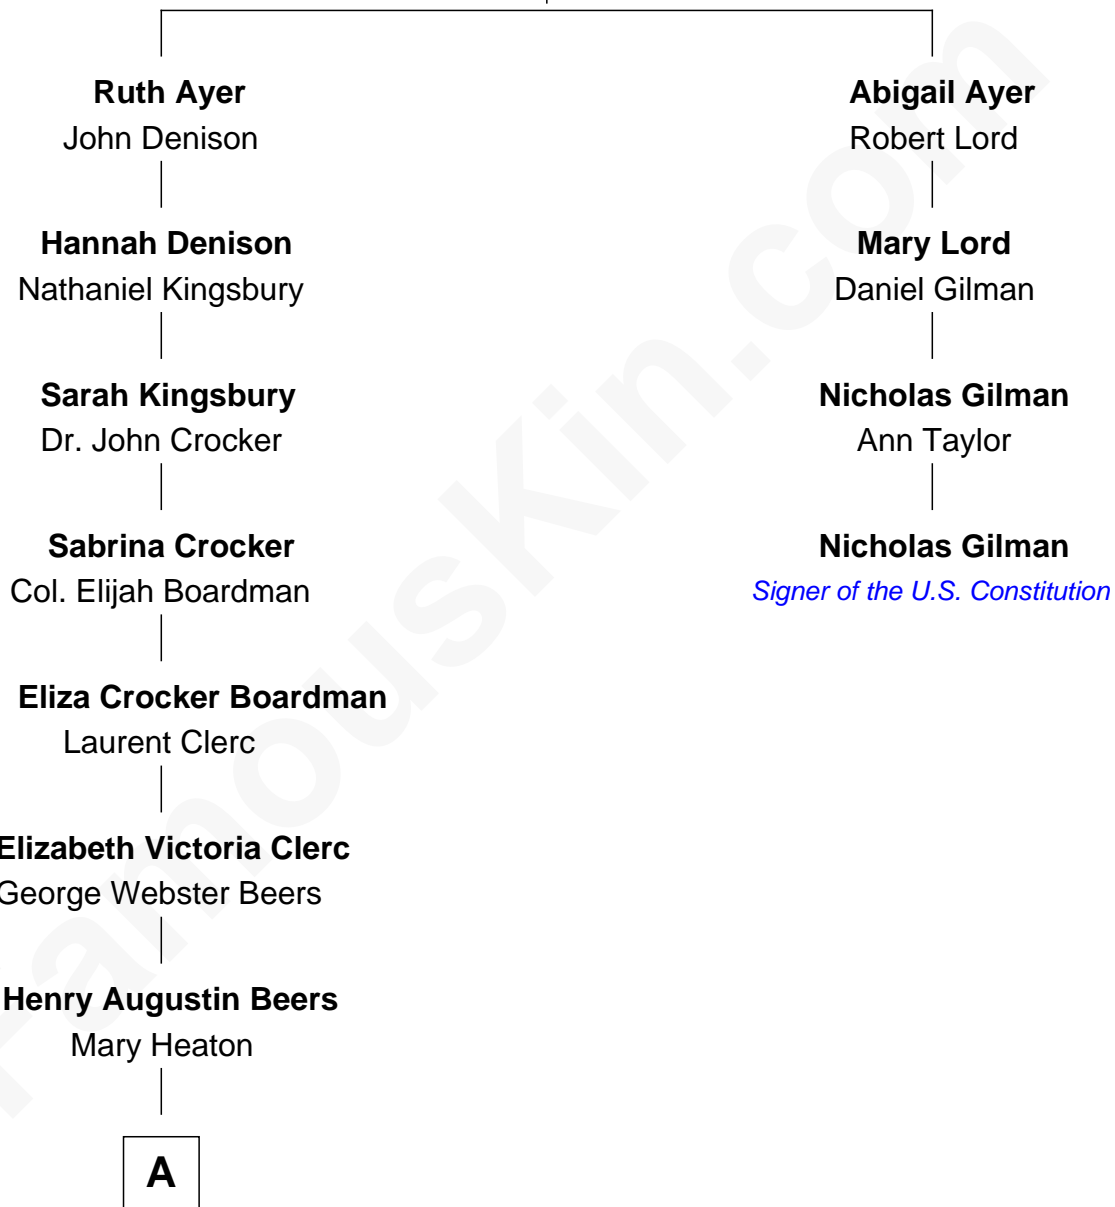 Ruth Ayer
John Denison
Abigail Ayer
Robert Lord
Hannah Denison
Nathaniel Kingsbury
Mary Lord
Daniel Gilman
Sarah Kingsbury
Dr. John Crocker
Nicholas Gilman
Ann Taylor
Sabrina Crocker
Col. Elijah Boardman
Nicholas Gilman
Signer of the U.S. Constitution
Eliza Crocker Boardman
Laurent Clerc
Elizabeth Victoria Clerc
George Webster Beers
Henry Augustin Beers
Mary Heaton
A
FamousKin.com